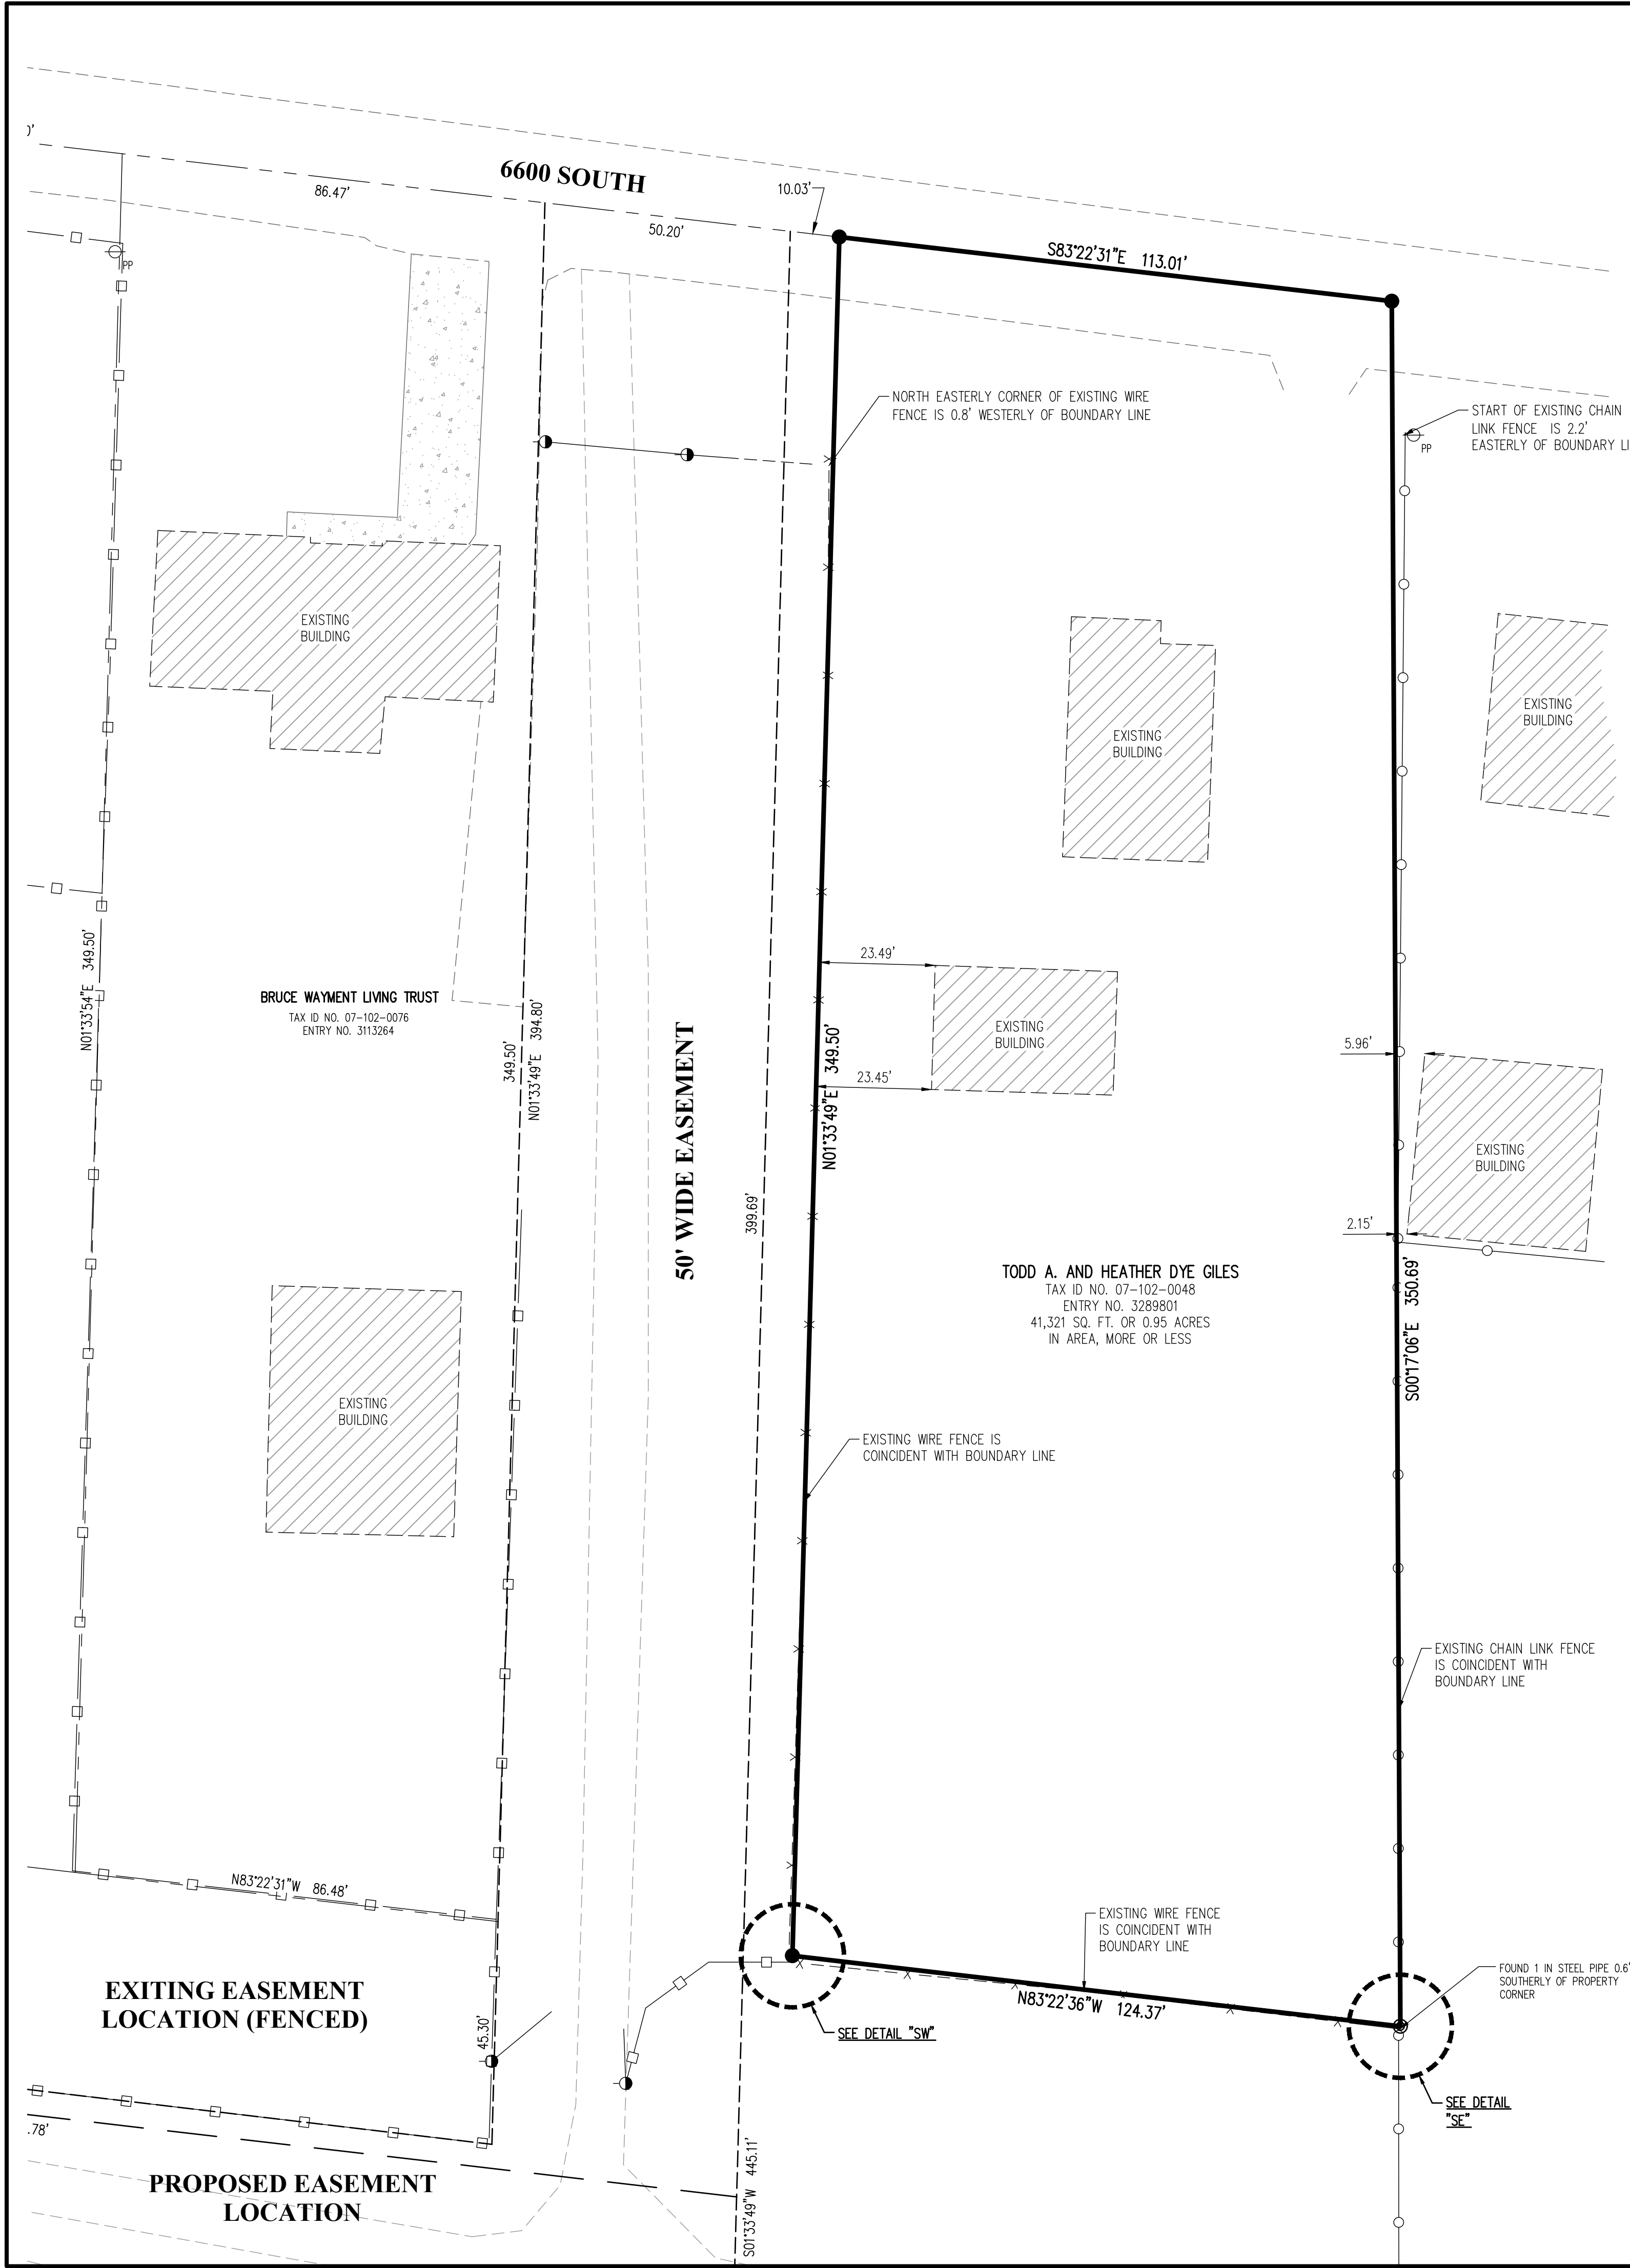 0'
86.47'
6600 SOUTH
50.20'
10.03'
S83°22'31"E 113.01'
PP
NORTH EASTERLY CORNER OF EXISTING WIRE
FENCE IS 0.8' WESTERLY OF BOUNDARY LINE
START OF EXISTING CHAIN
LINK FENCE IS 2.2'
EASTERLY OF BOUNDARY LI
PP
EXISTING
BUILDING
EXISTING
BUILDING
EXISTING
BUILDING
N01°33'54"E 349.50'
BRUCE WAYMENT LIVING TRUST
TAX ID NO. 07-102-0076
ENTRY NO. 3113264
349.50'
N01°33'49"E 394.80'
50' WIDE EASEMENT
399.69'
23.49'
23.45'
N01°33'49"E 349.50'
EXISTING
BUILDING
5.96'
2.15'
EXISTING
BUILDING
TODD A. AND HEATHER DYE GILES
TAX ID NO. 07-102-0048
ENTRY NO. 3289801
41,321 SQ. FT. OR 0.95 ACRES
IN AREA, MORE OR LESS
S00°17'06"E 350.69'
EXISTING
BUILDING
EXISTING WIRE FENCE IS
COINCIDENT WITH BOUNDARY LINE
EXISTING CHAIN LINK FENCE
IS COINCIDENT WITH
BOUNDARY LINE
N83°22'31"W 86.48'
EXISTING WIRE FENCE
IS COINCIDENT WITH
BOUNDARY LINE
N83°22'36"W 124.37'
FOUND 1 IN STEEL PIPE 0.6'
SOUTHERLY OF PROPERTY
CORNER
EXITING EASEMENT
LOCATION (FENCED)
45.30'
SEE DETAIL "SW"
SEE DETAIL
"SE"
.78'
PROPOSED EASEMENT
LOCATION
S01°33'49"W 445.11'